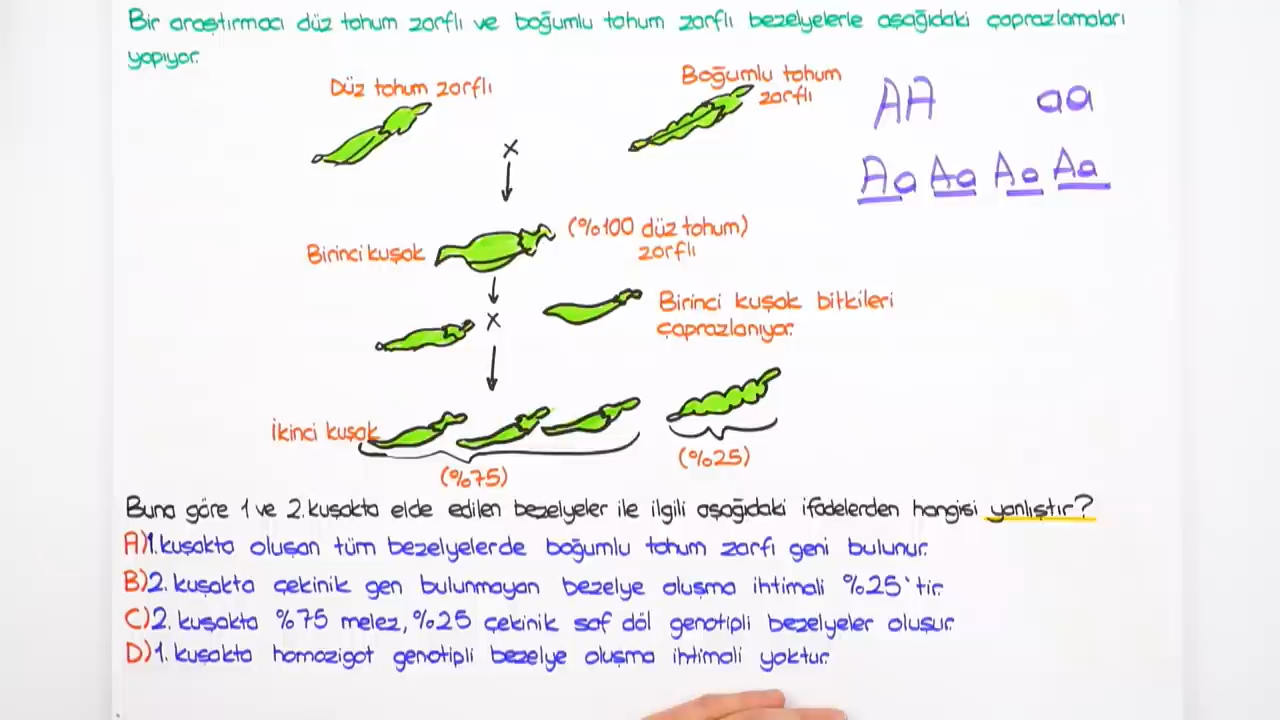 Bir araştırmacı düz tohum zarflı ve boğumlu tohum zarflı bezelyelerle aşağıdaki çaprazlamaları
yapıyor.
Düz tohum zarflı
Boğumlu tohum
zarflı
AA aa
x
Aa Aa Aa Aa
Birinci kuşak
(%100 düz tohum)
zarflı
x
Birinci kuşak bitkileri
çaprazlanıyor.
İkinci kuşak
(%75)
(%25)
Buna göre 1 ve 2. kuşakta elde edilen bezelyeler ile ilgili aşağıdaki ifadelerden hangisi yanlıştır?
A) 1. kuşakta oluşan tüm bezelyelerde boğumlu tohum zarfı geni bulunur.
B) 2. kuşakta çekinik gen bulunmayan bezelye oluşma ihtimali %25'tir.
C) 2. kuşakta %75 melez, %25 çekinik saf döl genotipli bezelyeler oluşur.
D) 1. kuşakta homozigot genotipli bezelye oluşma ihtimali yoktur.